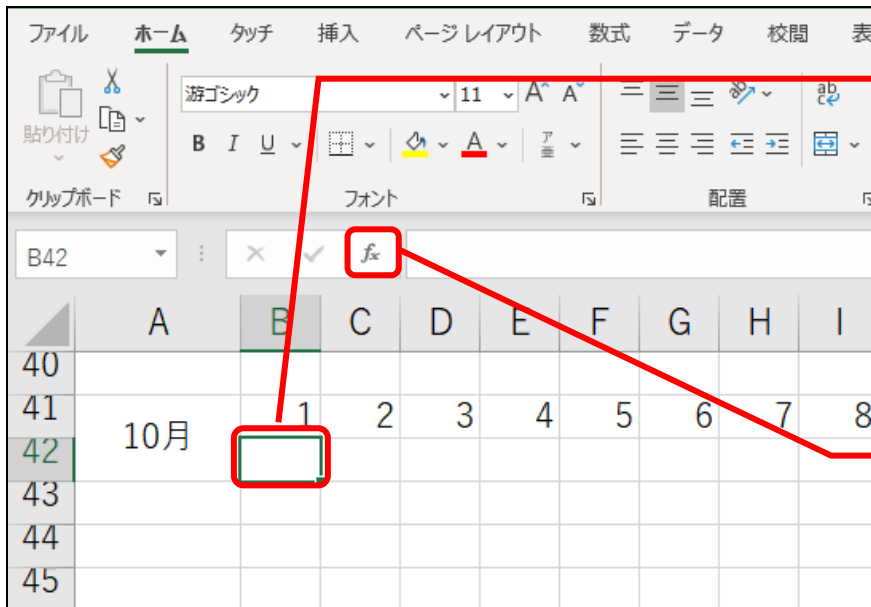 ファイル ホーム タッチ 挿入 ページ レイアウト 数式 データ 校閲 表
游ゴシック 11 A A ab
貼り付け B I U A ア 亜
クリップボード フォント 配置
B42 fx
A B C D E F G H I
40
41 1 2 3 4 5 6 7 8
10月
42
43
44
45